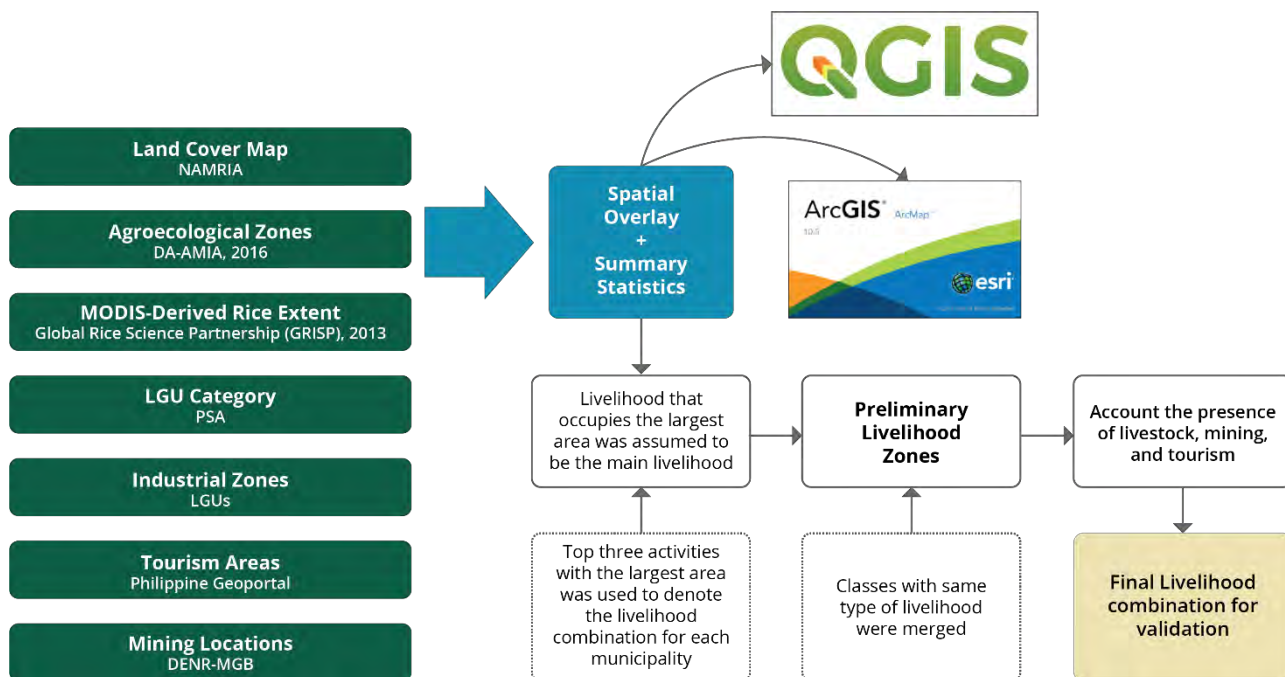 Land Cover Map
NAMRIA
Agroecological Zones
DA-AMIA, 2016
MODIS-Derived Rice Extent
Global Rice Science Partnership (GRISP), 2013
LGU Category
PSA
Industrial Zones
LGUs
Tourism Areas
Philippine Geoportal
Mining Locations
DENR-MGB
Spatial
Overlay
+
Summary
Statistics
QGIS
ArcGIS® ArcMap™
esri
Livelihood that
occupies the largest
area was assumed to
be the main livelihood
Preliminary
Livelihood
Zones
Account the presence
of livestock, mining,
and tourism
Top three activities
with the largest area
was used to denote
the livelihood
combination for each
municipality
Classes with same
type of livelihood
were merged
Final Livelihood
combination for
validation